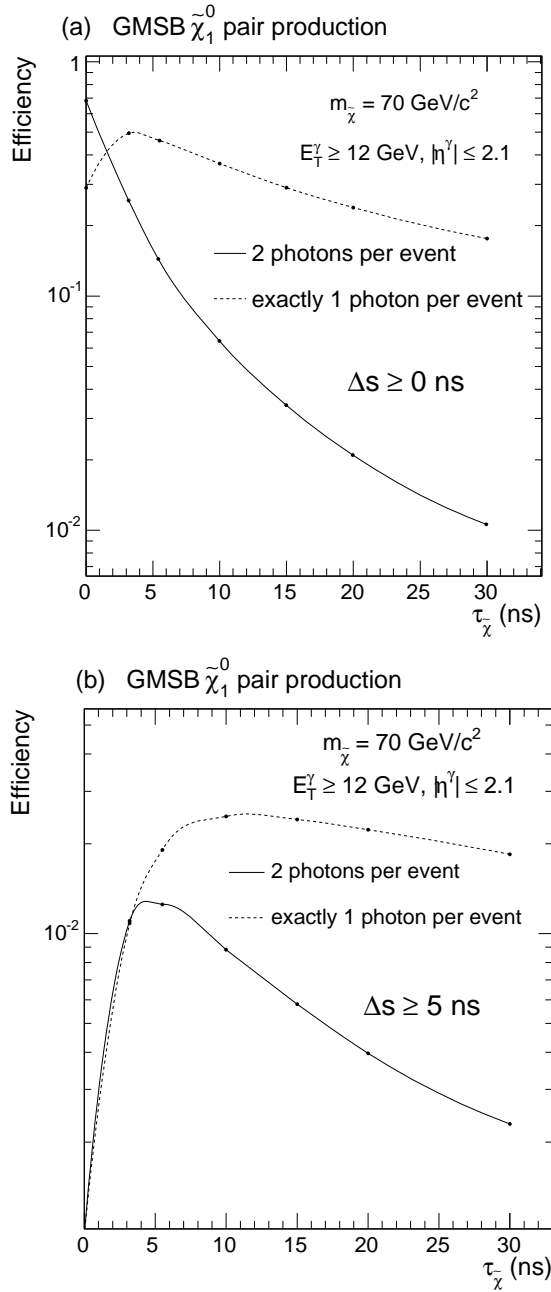 (a) GMSB χ̃₁⁰ pair production
Efficiency
1
10⁻¹
10⁻²
m_χ̃ = 70 GeV/c²
E_T^γ ≥ 12 GeV, |η^γ| ≤ 2.1
2 photons per event
exactly 1 photon per event
Δs ≥ 0 ns
0 5 10 15 20 25 30
τ_χ̃ (ns)
(b) GMSB χ̃₁⁰ pair production
Efficiency
10⁻²
m_χ̃ = 70 GeV/c²
E_T^γ ≥ 12 GeV, |η^γ| ≤ 2.1
2 photons per event
exactly 1 photon per event
Δs ≥ 5 ns
0 5 10 15 20 25 30
τ_χ̃ (ns)